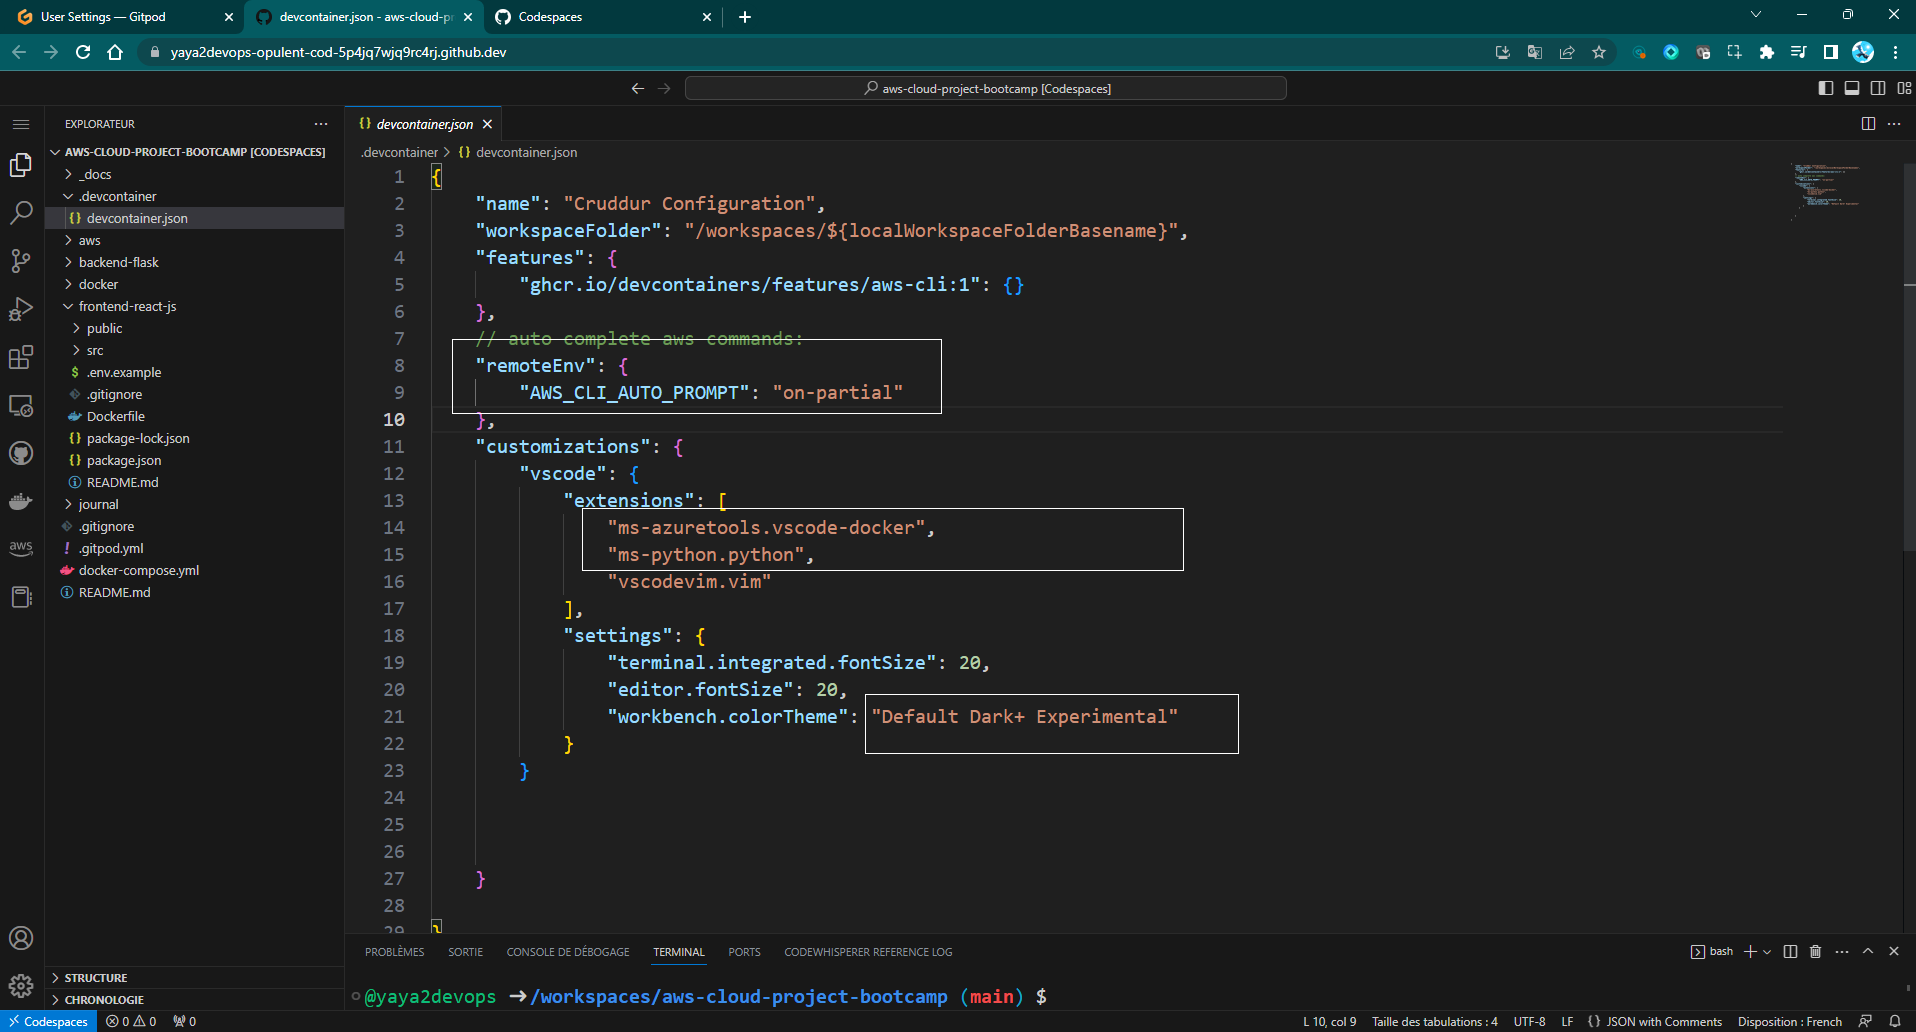 User Settings — Gitpod
devcontainer.json - aws-cloud-pr
Codespaces
yaya2devops-opulent-cod-5p4jq7wjq9rc4rj.github.dev
aws-cloud-project-bootcamp [Codespaces]
EXPLORATEUR
AWS-CLOUD-PROJECT-BOOTCAMP [CODESPACES]
_docs
.devcontainer
{} devcontainer.json
aws
backend-flask
docker
frontend-react-js
public
src
$ .env.example
.gitignore
Dockerfile
{} package-lock.json
{} package.json
README.md
journal
.gitignore
! .gitpod.yml
docker-compose.yml
README.md
STRUCTURE
CHRONOLOGIE
aws
{} devcontainer.json
.devcontainer > {} devcontainer.json
1 {
2 "name": "Cruddur Configuration",
3 "workspaceFolder": "/workspaces/${localWorkspaceFolderBasename}",
4 "features": {
5 "ghcr.io/devcontainers/features/aws-cli:1": {}
6 },
7 // auto complete aws commands:
8 "remoteEnv": {
9 "AWS_CLI_AUTO_PROMPT": "on-partial"
10 },
11 "customizations": {
12 "vscode": {
13 "extensions": [
14 "ms-azuretools.vscode-docker",
15 "ms-python.python",
16 "vscodevim.vim"
17 ],
18 "settings": {
19 "terminal.integrated.fontSize": 20,
20 "editor.fontSize": 20,
21 "workbench.colorTheme": "Default Dark+ Experimental"
22 }
23 }
24
25
26
27 }
28
29 }
PROBLÈMES SORTIE CONSOLE DE DÉBOGAGE TERMINAL PORTS CODEWHISPERER REFERENCE LOG
bash
@yaya2devops ➜/workspaces/aws-cloud-project-bootcamp (main) $
Codespaces 0 0 0
L 10, col 9 Taille des tabulations : 4 UTF-8 LF {} JSON with Comments Disposition : French